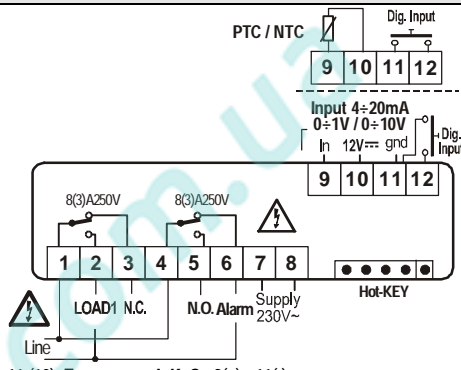 PTC / NTC
Dig. Input
9 10 11 12
Input 4÷20mA
0÷1V / 0÷10V
In 12V gnd
Dig.
Input
9 10 11 12
8(3)A250V 8(3)A250V
1 2 3 4 5 6 7 8
Hot-KEY
LOAD1 N.C. N.O. Alarm Supply
230V~
Line
com.ua